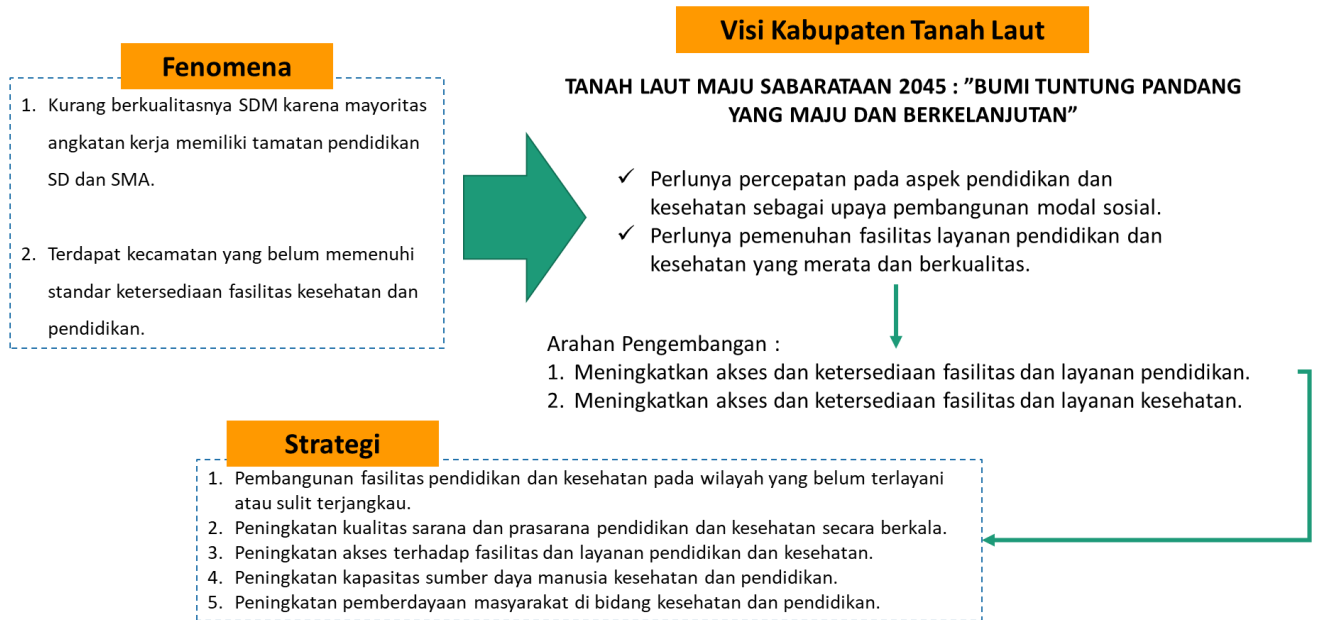 Fenomena
1. Kurang berkualitasnya SDM karena mayoritas
angkatan kerja memiliki tamatan pendidikan
SD dan SMA.
2. Terdapat kecamatan yang belum memenuhi
standar ketersediaan fasilitas kesehatan dan
pendidikan.
Visi Kabupaten Tanah Laut
TANAH LAUT MAJU SABARATAAN 2045 : ”BUMI TUNTUNG PANDANG
YANG MAJU DAN BERKELANJUTAN”
✓ Perlunya percepatan pada aspek pendidikan dan
kesehatan sebagai upaya pembangunan modal sosial.
✓ Perlunya pemenuhan fasilitas layanan pendidikan dan
kesehatan yang merata dan berkualitas.
Arahan Pengembangan :
1. Meningkatkan akses dan ketersediaan fasilitas dan layanan pendidikan.
2. Meningkatkan akses dan ketersediaan fasilitas dan layanan kesehatan.
Strategi
1. Pembangunan fasilitas pendidikan dan kesehatan pada wilayah yang belum terlayani
atau sulit terjangkau.
2. Peningkatan kualitas sarana dan prasarana pendidikan dan kesehatan secara berkala.
3. Peningkatan akses terhadap fasilitas dan layanan pendidikan dan kesehatan.
4. Peningkatan kapasitas sumber daya manusia kesehatan dan pendidikan.
5. Peningkatan pemberdayaan masyarakat di bidang kesehatan dan pendidikan.